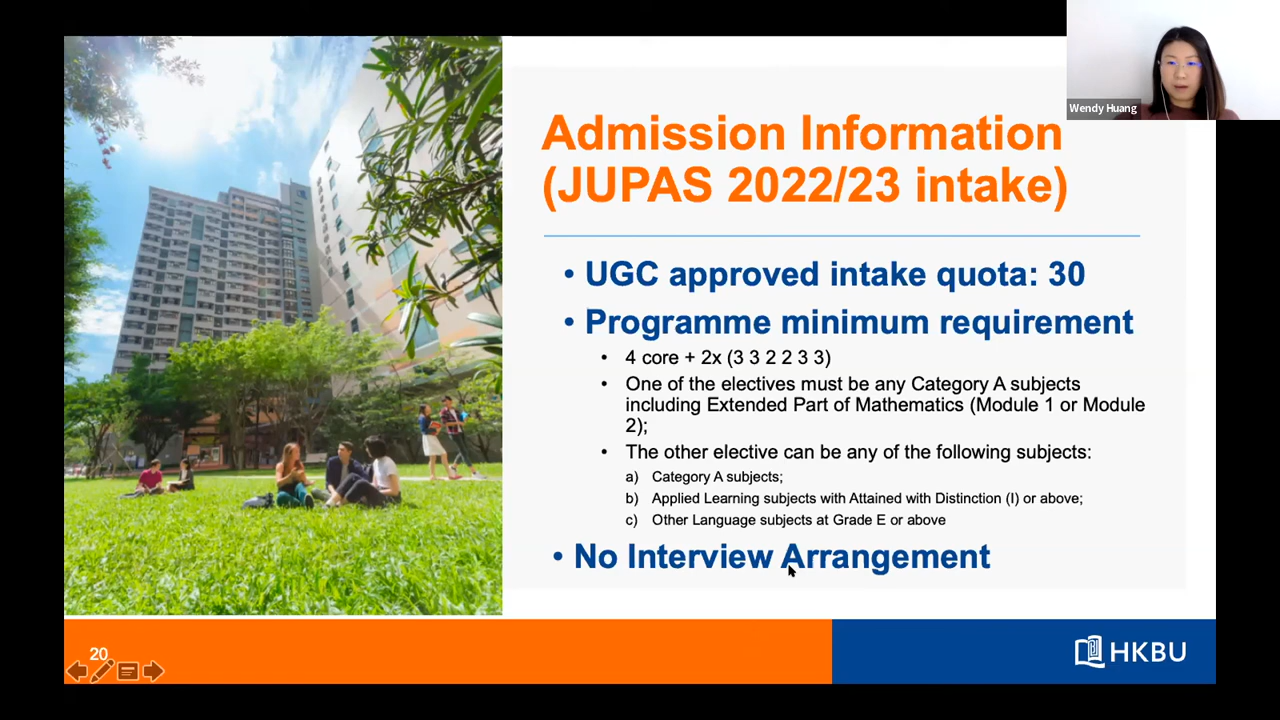 Wendy Huang
Admission Information
(JUPAS 2022/23 intake)
• UGC approved intake quota: 30
• Programme minimum requirement
• 4 core + 2x (3 3 2 2 3 3)
• One of the electives must be any Category A subjects
including Extended Part of Mathematics (Module 1 or Module
2);
• The other elective can be any of the following subjects:
a) Category A subjects;
b) Applied Learning subjects with Attained with Distinction (I) or above;
c) Other Language subjects at Grade E or above
• No Interview Arrangement
20
HKBU